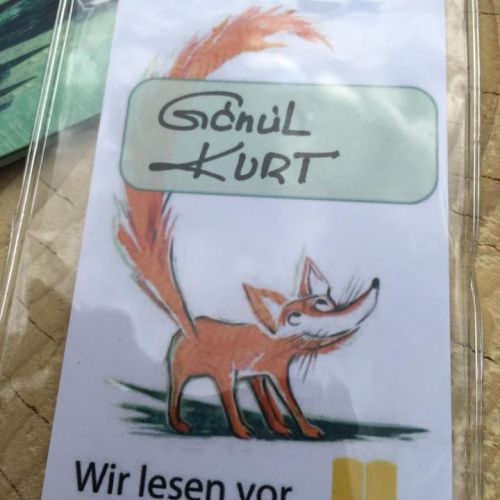 GÖNÜL
KURT
Wir lesen vor